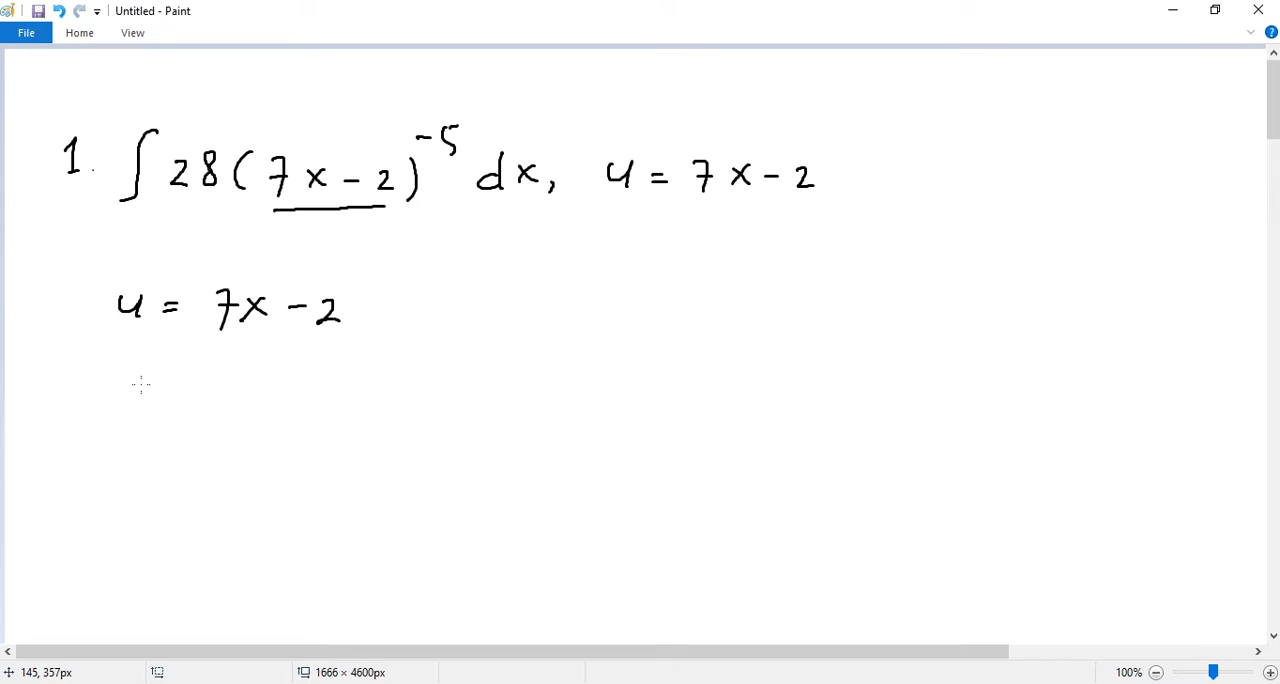 Untitled - Paint
File Home View
1. ∫ 28 ( 7x - 2 )^-5 dx, u = 7x - 2
u = 7x - 2
145, 357px 1666 × 4600px 100%